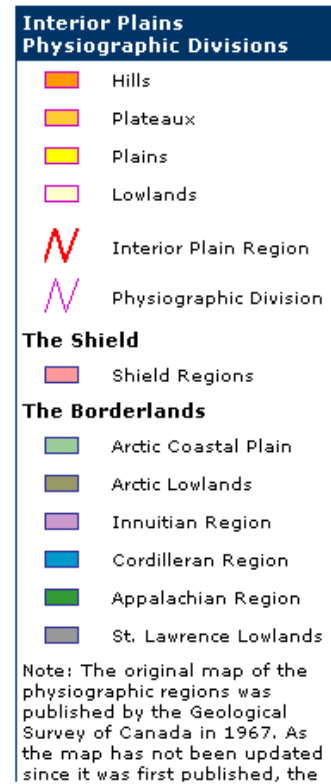 Interior Plains
Physiographic Divisions
Hills
Plateaux
Plains
Lowlands
Interior Plain Region
Physiographic Division
The Shield
Shield Regions
The Borderlands
Arctic Coastal Plain
Arctic Lowlands
Innuitian Region
Cordilleran Region
Appalachian Region
St. Lawrence Lowlands
Note: The original map of the
physiographic regions was
published by the Geological
Survey of Canada in 1967. As
the map has not been updated
since it was first published, the